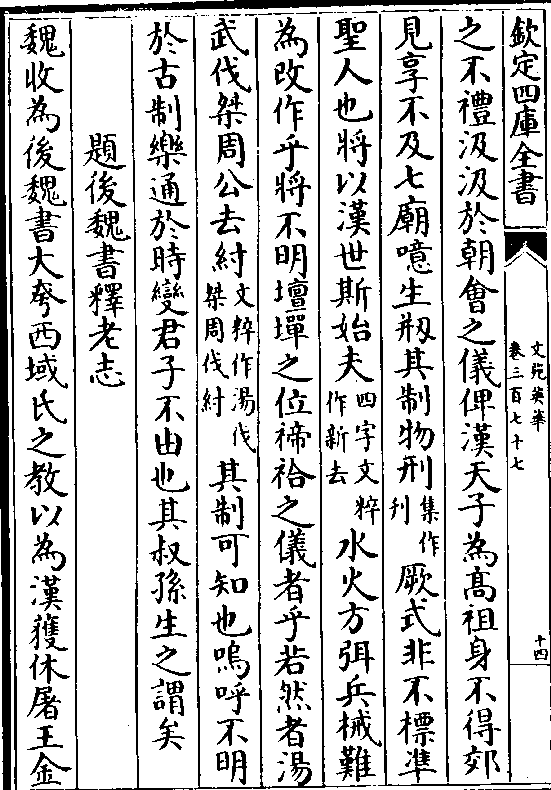 欽定四庫全書
文苑英華
卷三百七十七
十四
之不禮汲汲於朝會之儀俾漢天子為髙祖身不得郊
見享不及七廟噫生剏其制物刑集作刋厥式非不標凖
聖人也將以漢世斯始夫四字文粹作新去水火方弭兵械難
為改作乎將不明壇墠之位禘祫之儀者乎若然者湯
武伐桀周公去紂文粹作湯伐桀周伐紂其制可知也嗚呼不明
於古制樂通於時變君子不由也其叔孫生之謂矣
題後魏書釋老志
魏收為後魏書大夸西域氏之教以為漢獲休屠王金